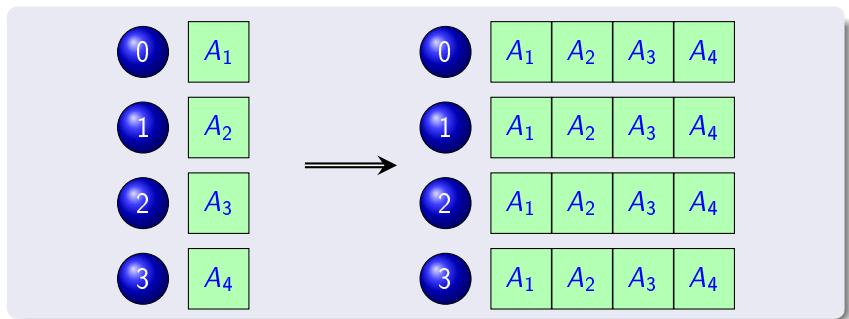 0 A₁ 0 A₁ A₂ A₃ A₄
1 A₂ 1 A₁ A₂ A₃ A₄
2 A₃ 2 A₁ A₂ A₃ A₄
3 A₄ 3 A₁ A₂ A₃ A₄